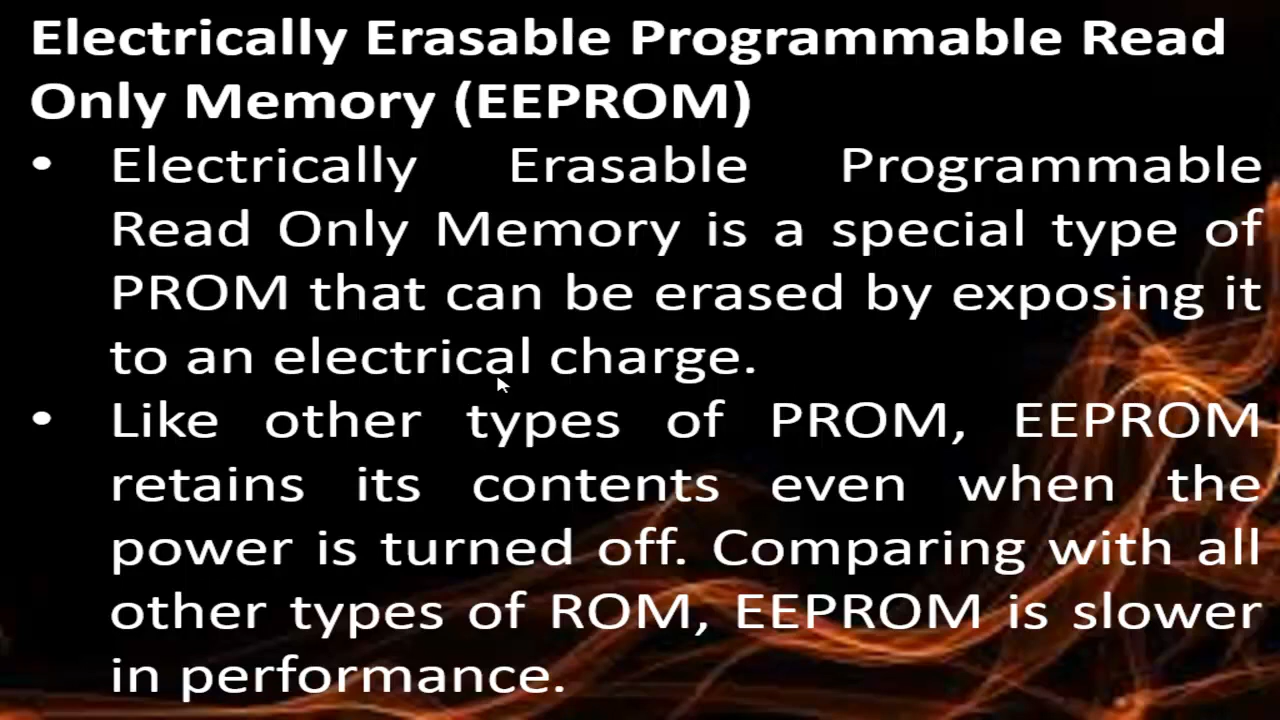 Electrically Erasable Programmable Read
Only Memory (EEPROM)
• Electrically Erasable Programmable
Read Only Memory is a special type of
PROM that can be erased by exposing it
to an electrical charge.
• Like other types of PROM, EEPROM
retains its contents even when the
power is turned off. Comparing with all
other types of ROM, EEPROM is slower
in performance.